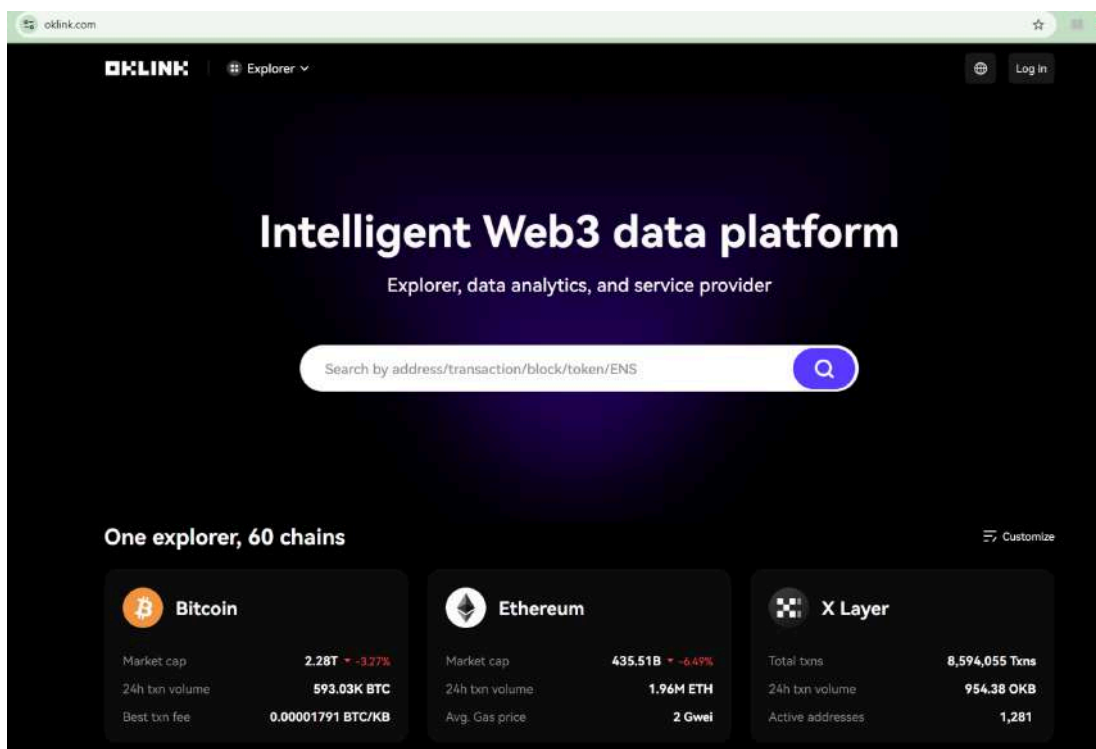 oklink.com
OKLINK Explorer Log in
Intelligent Web3 data platform
Explorer, data analytics, and service provider
Search by address/transaction/block/token/ENS
One explorer, 60 chains Customize
Bitcoin Ethereum X Layer
Market cap 2.28T -3.27% Market cap 435.51B -6.49% Total txns 8,594,055 Txns
24h txn volume 593.03K BTC 24h txn volume 1.96M ETH 24h txn volume 954.38 OKB
Best txn fee 0.00001791 BTC/KB Avg. Gas price 2 Gwei Active addresses 1,281